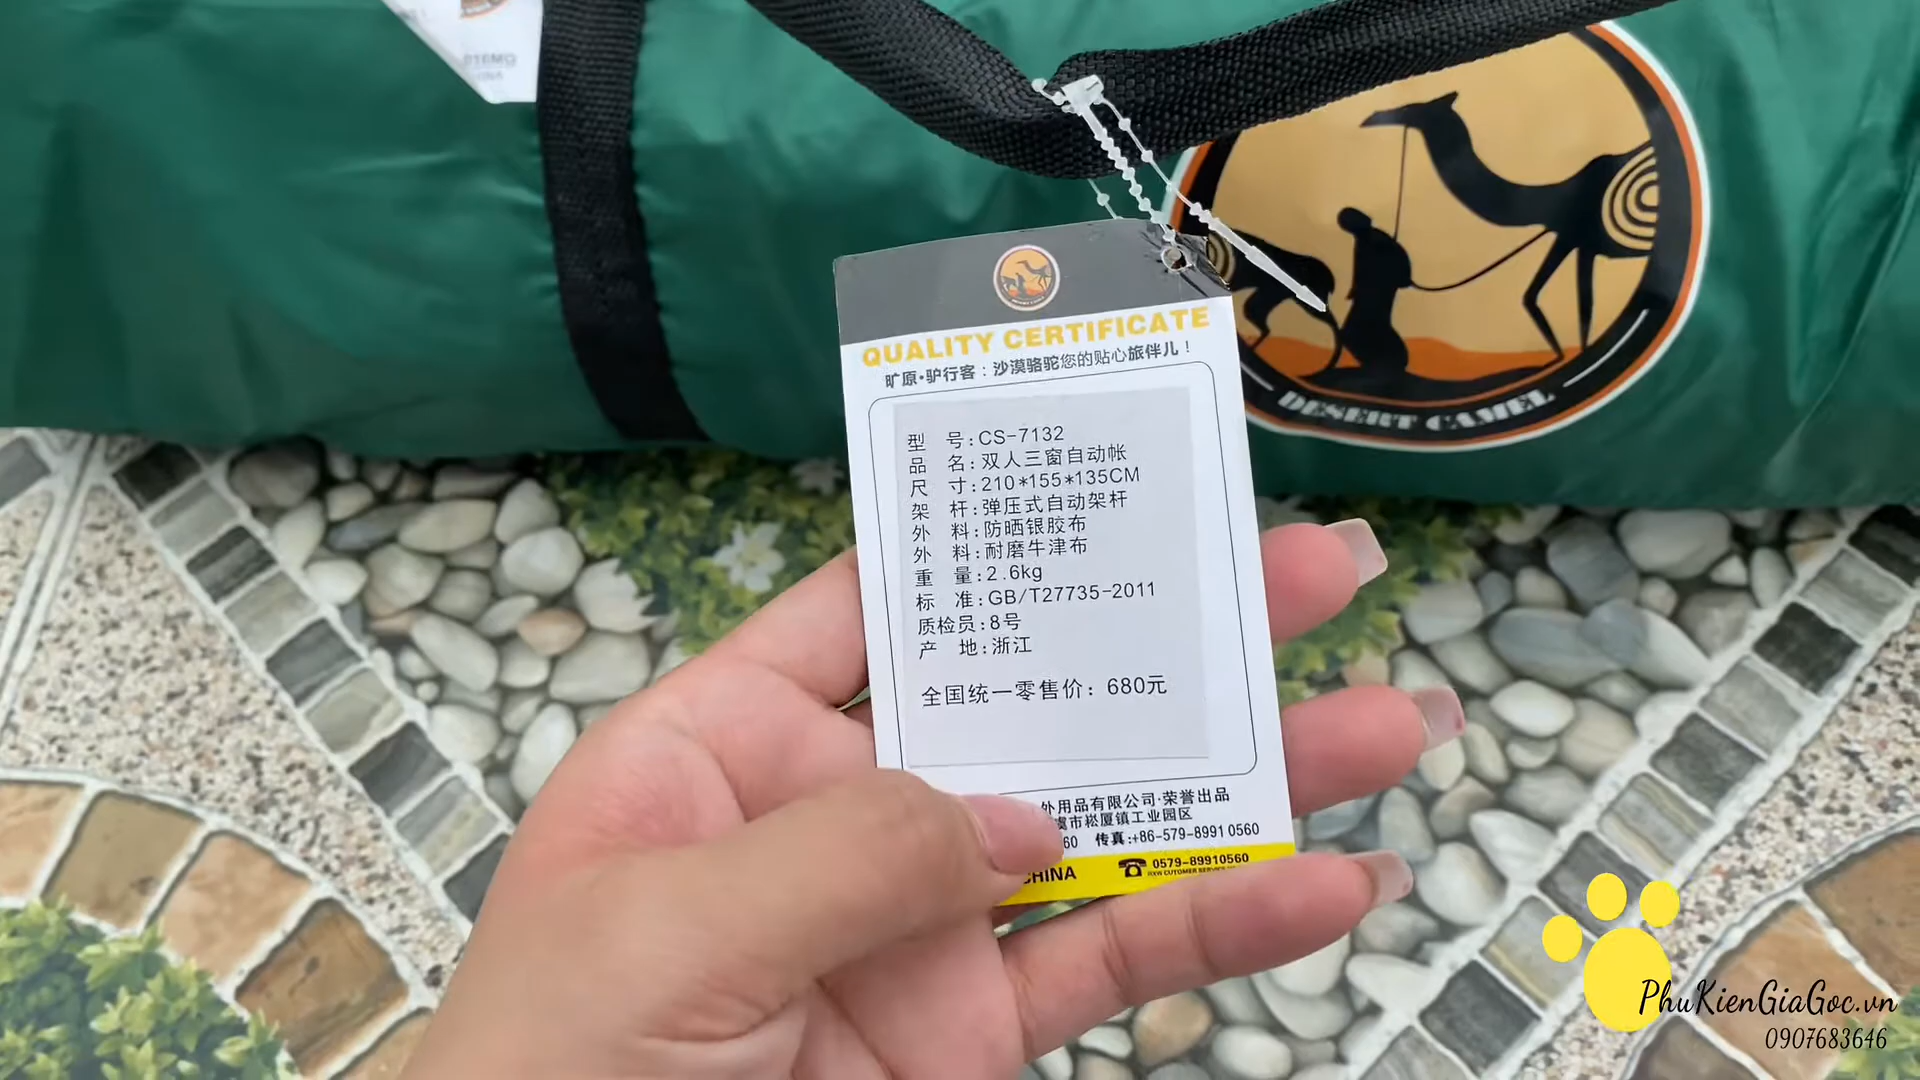 DESERT CAMEL
QUALITY CERTIFICATE
旷原·驴行客：沙漠骆驼您的贴心旅伴儿！
型 号:CS-7132
品 名:双人三窗自动帐
尺 寸:210*155*135CM
架 杆:弹压式自动架杆
外 料:防晒银胶布
外 料:耐磨牛津布
重 量:2.6kg
标 准:GB/T27735-2011
质检员:8号
产 地:浙江
全国统一零售价：680元
外用品有限公司·荣誉出品
市崧厦镇工业园区
60 传真:+86-579-8991 0560
CHINA
0579-89910560
PhuKienGiaGoc.vn
0907683646